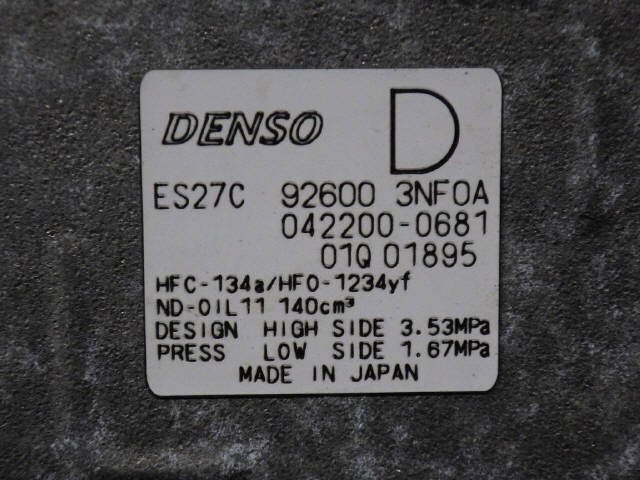 DENSO D
ES27C 92600 3NF0A
042200-0681
01Q 01895
HFC-134a/HFO-1234yf
ND-OIL11 140cm³
DESIGN HIGH SIDE 3.53MPa
PRESS LOW SIDE 1.67MPa
MADE IN JAPAN